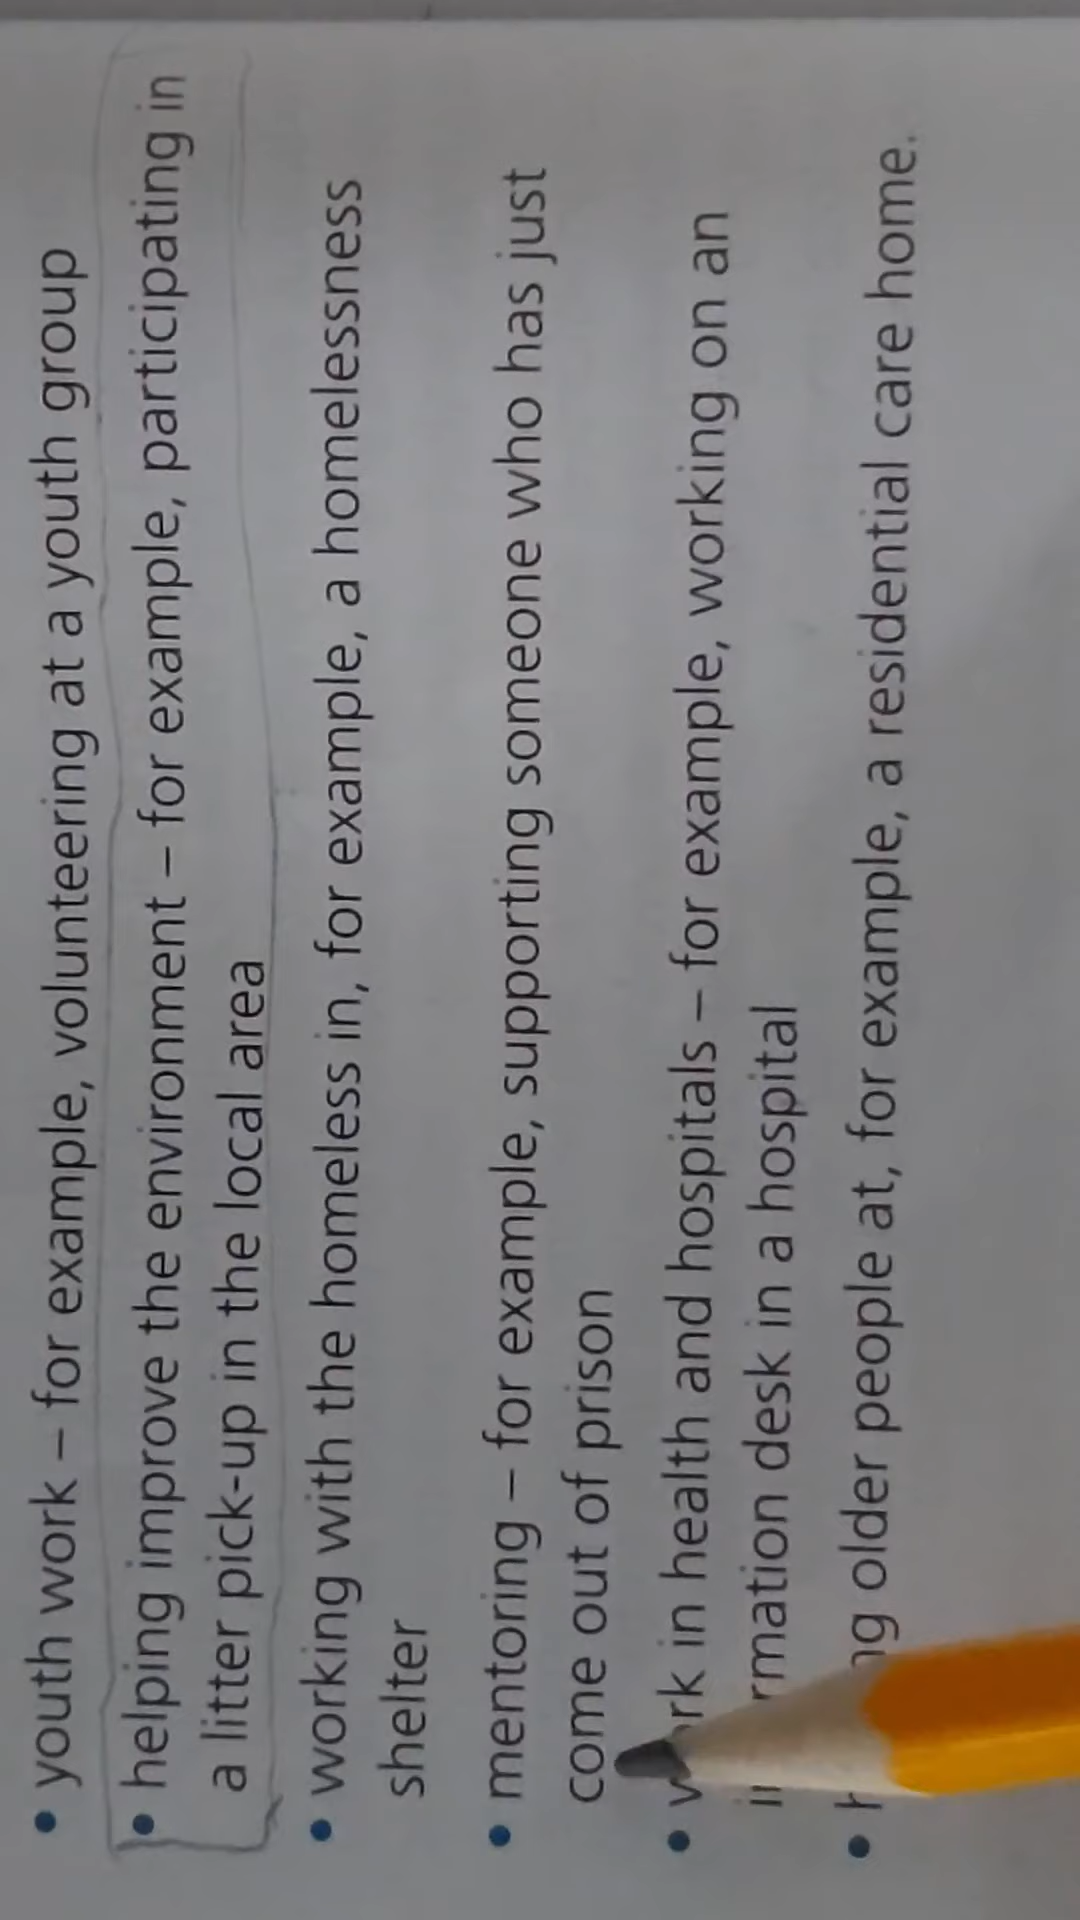 • youth work – for example, volunteering at a youth group
• helping improve the environment – for example, participating in
a litter pick-up in the local area
• working with the homeless in, for example, a homelessness
shelter
• mentoring – for example, supporting someone who has just
come out of prison
• work in health and hospitals – for example, working on an
information desk in a hospital
• older people at, for example, a residential care home.